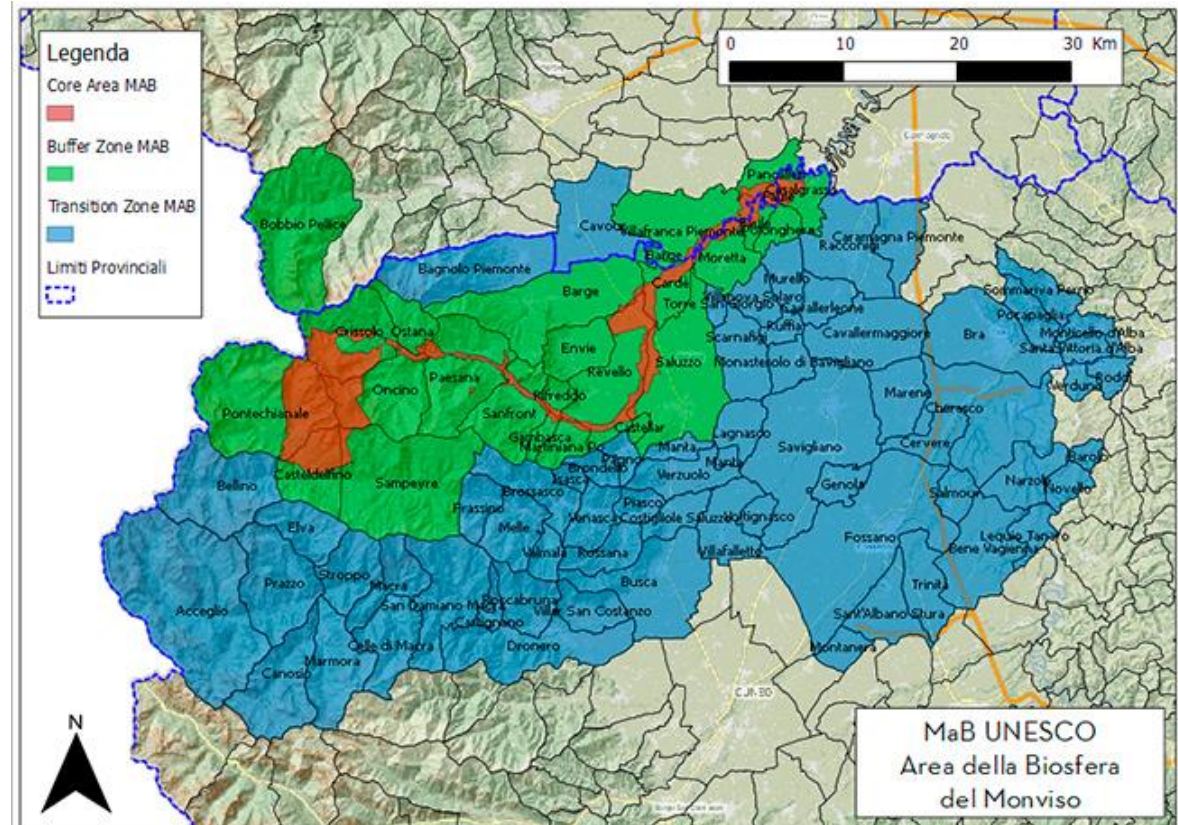 Legenda
Core Area MAB
Buffer Zone MAB
Transition Zone MAB
Limiti Provinciali
0 10 20 30 Km
Bobbio Pellice
Cavour
Villafranca Piemonte
Casalgrasso
Bagnolo Piemonte
Barge
Moretta
Racconigi
Caramagna Piemonte
Barge
Cardè
Murello
Torre San Giorgio
Cavallerleone
Sommariva Perno
Pocapaglia
Crissolo
Ostana
Envie
Scarnafigi
Ruffia
Cavallermaggiore
Bra
Monticello d'Alba
Santa Vittoria d'Alba
Oncino
Paesana
Revello
Saluzzo
Monasterolo di Savigliano
Marene
Verduno
Roddi
Pontechianale
Sanfront
Rifreddo
Cherasco
Gambasca
Castellar
Lagnasco
Savigliano
Cervere
Casteldelfino
Sampeyre
Pagno
Manta
Manta
Verzuolo
Genola
Barolo
Bellino
Brondello
Isasca
Brossasco
Piasco
Salmour
Narzole
Novello
Frassino
Venasca
Costigliole Saluzzo
Elva
Melle
Fossano
Lequio Tanaro
Bene Vagienna
Valmala
Rossana
Villafalletto
Prazzo
Stroppo
Macra
Busca
Trinità
Acceglio
San Damiano Macra
Roccabruna
Villar San Costanzo
Sant'Albano Stura
Cartignano
Celle di Macra
Dronero
Montanera
Canosio
Marmora
CUNEO
N
MaB UNESCO
Area della Biosfera
del Monviso